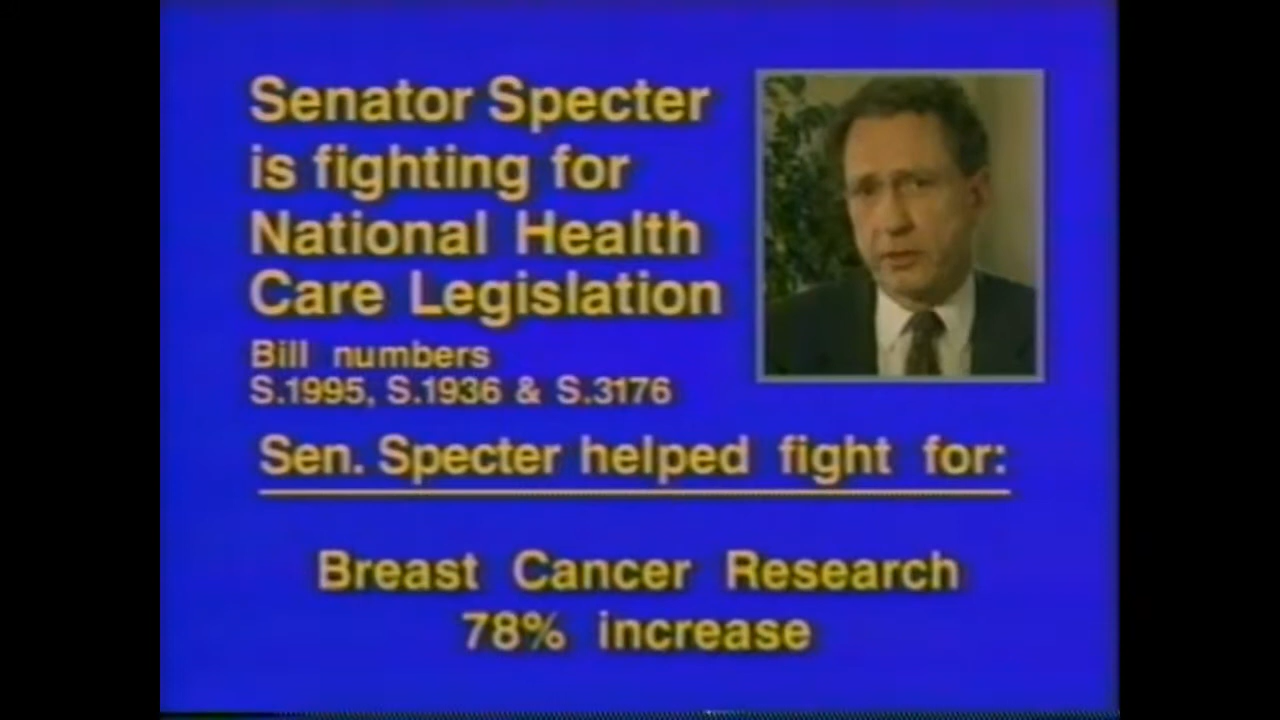 Senator Specter
is fighting for
National Health
Care Legislation
Bill numbers
S.1995, S.1936 & S.3176
Sen. Specter helped fight for:
Breast Cancer Research
78% increase